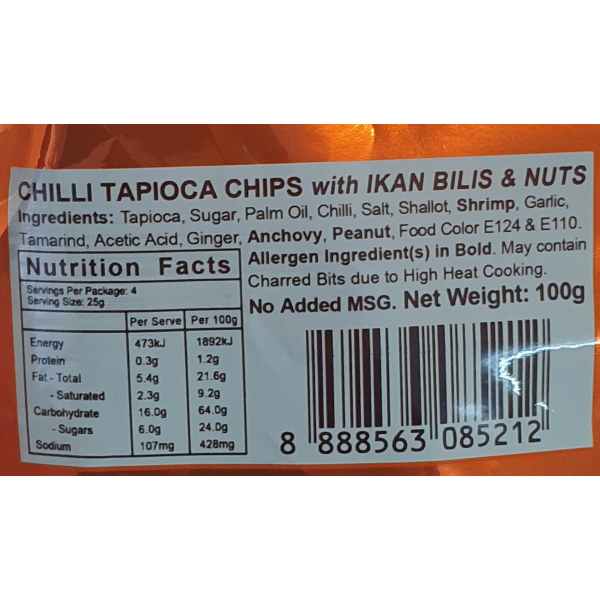 CHILLI TAPIOCA CHIPS with IKAN BILIS & NUTS
Ingredients: Tapioca, Sugar, Palm Oil, Chilli, Salt, Shallot, Shrimp, Garlic,
Tamarind, Acetic Acid, Ginger, Anchovy, Peanut, Food Color E124 & E110.
Allergen Ingredient(s) in Bold. May contain
Charred Bits due to High Heat Cooking.
No Added MSG. Net Weight: 100g
Nutrition Facts
Servings Per Package: 4
Serving Size: 25g
Per Serve Per 100g
Energy 473kJ 1892kJ
Protein 0.3g 1.2g
Fat - Total 5.4g 21.6g
- Saturated 2.3g 9.2g
Carbohydrate 16.0g 64.0g
- Sugars 6.0g 24.0g
Sodium 107mg 428mg
8 888563 085212